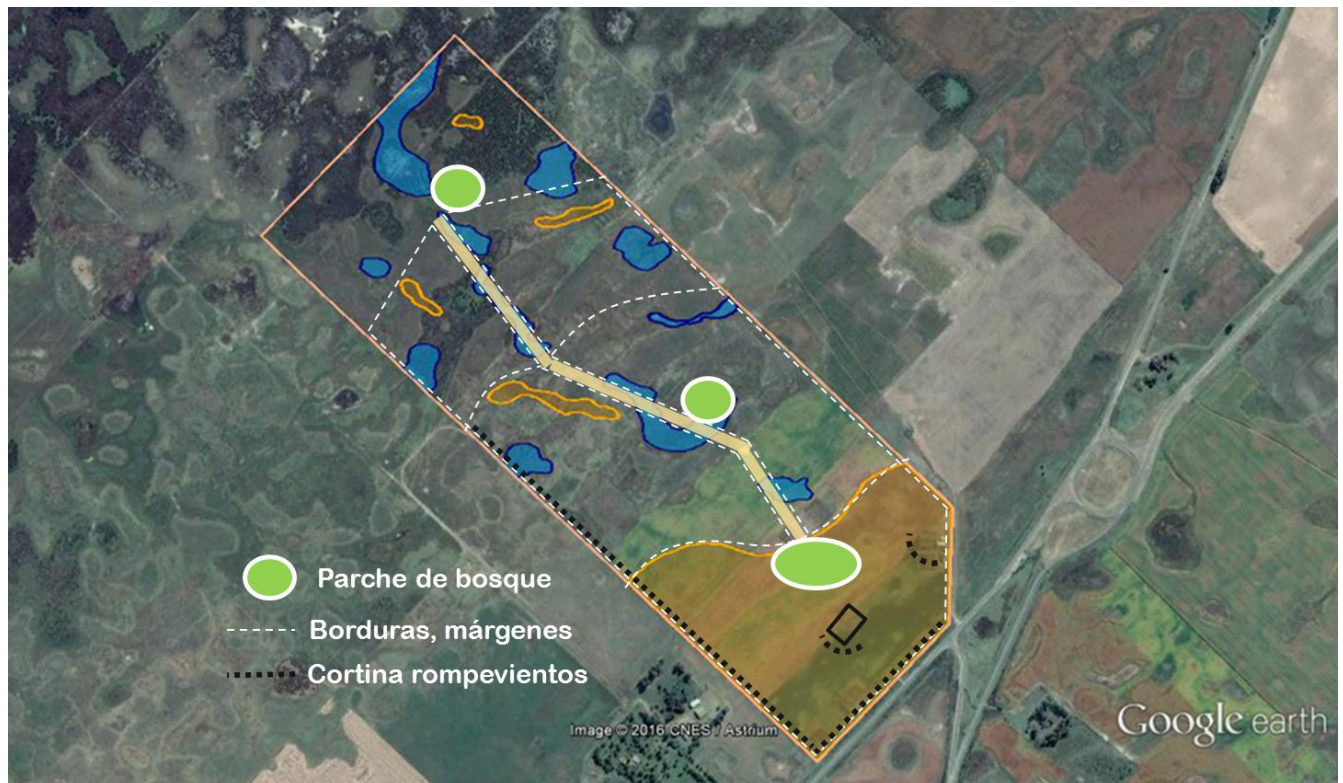 Parche de bosque
Borduras, márgenes
Cortina rompevientos
Image © 2016 CNES / Astrium
Google earth